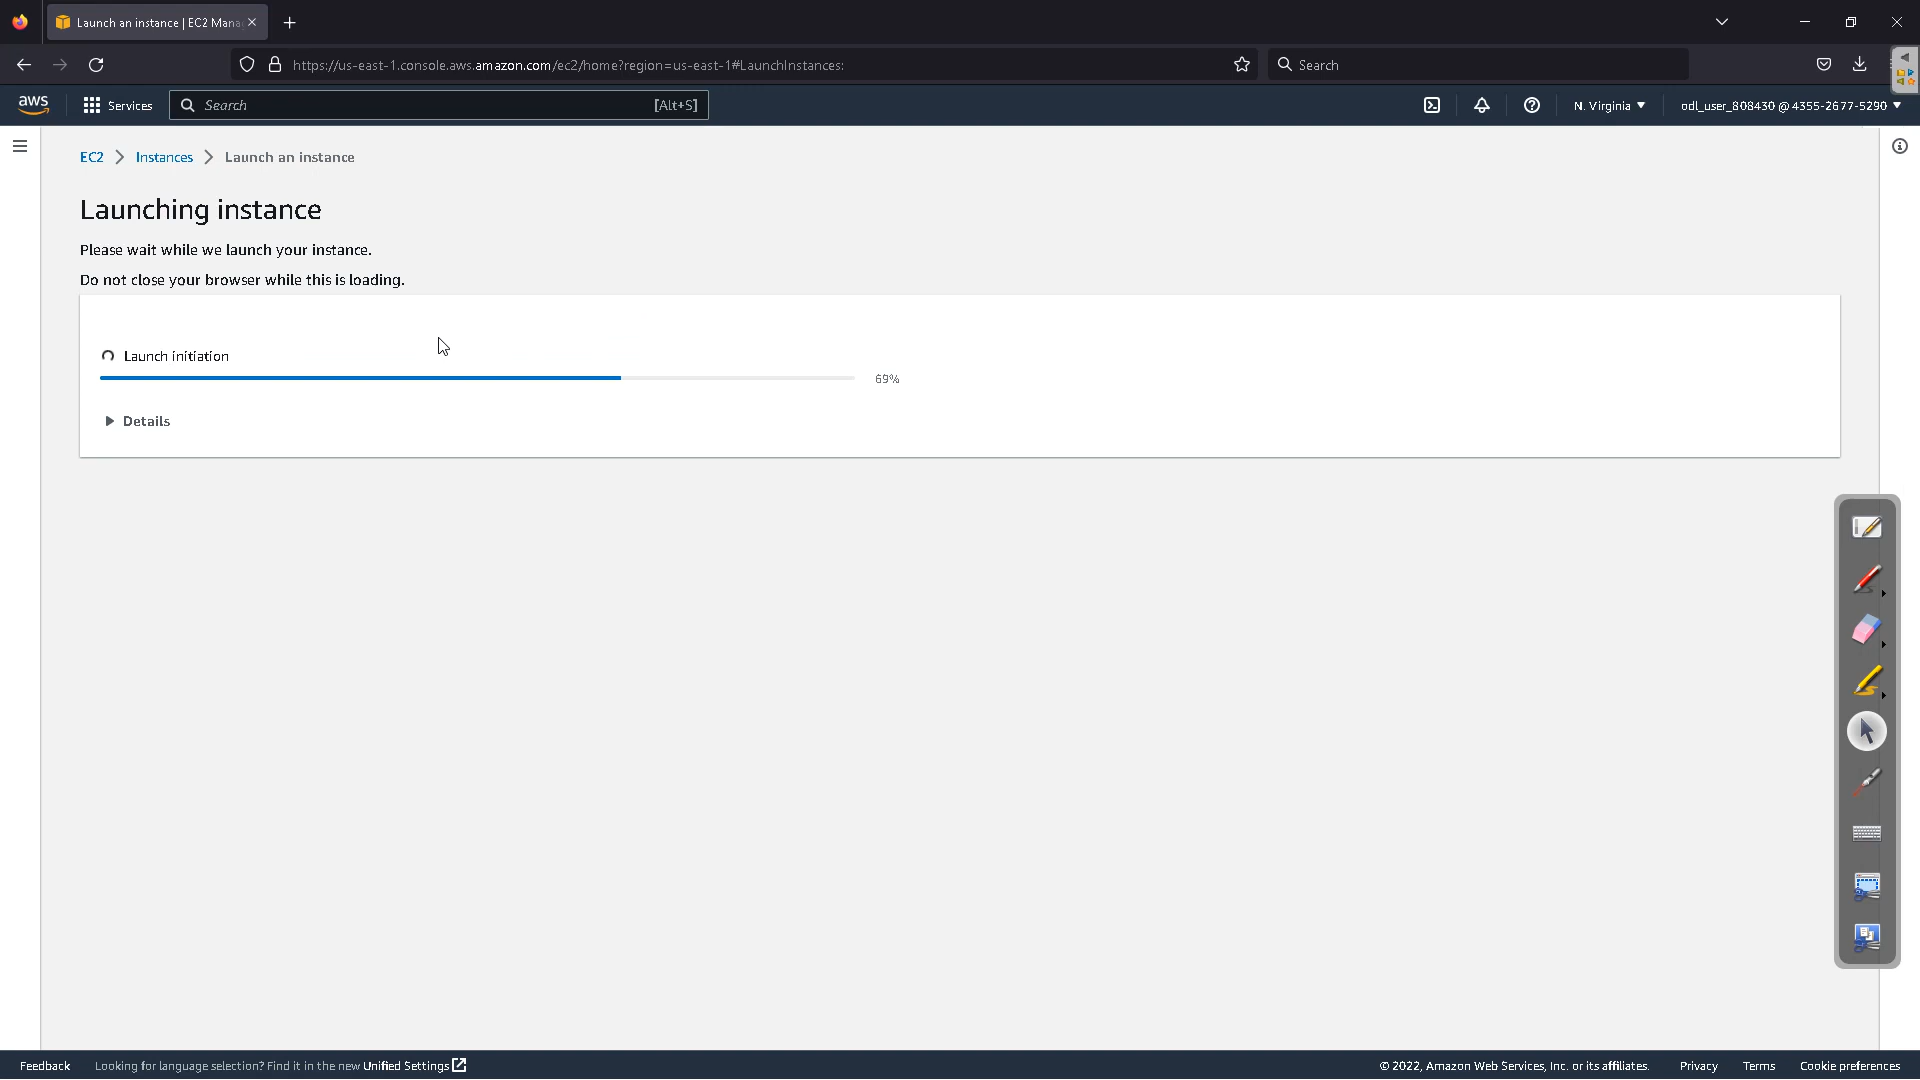 Launch an instance | EC2 Mana
https://us-east-1.console.aws.amazon.com/ec2/home?region=us-east-1#LaunchInstances:
Search
aws
Services
Search
[Alt+S]
N. Virginia
odl_user_808430 @ 4355-2677-5290
EC2
Instances
Launch an instance
Launching instance
Please wait while we launch your instance.
Do not close your browser while this is loading.
Launch initiation
69%
Details
Feedback
Looking for language selection? Find it in the new Unified Settings
© 2022, Amazon Web Services, Inc. or its affiliates.
Privacy
Terms
Cookie preferences